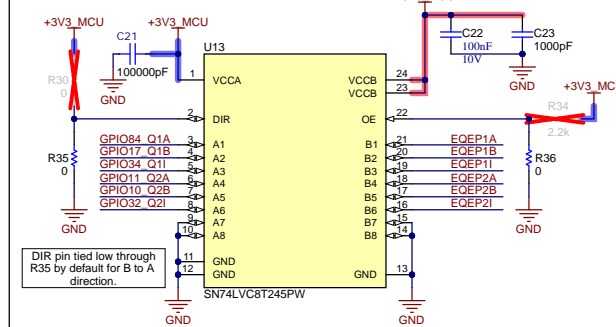 +3V3_MCU
+3V3_MCU
C21
100000pF
GND
R30
0
R35
0
GND
U13
1
VCCA
2
DIR
GPIO84_Q1A
3
A1
GPIO17_Q1B
4
A2
GPIO34_Q1I
5
A3
GPIO11_Q2A
6
A4
GPIO10_Q2B
7
A5
GPIO32_Q2I
8
A6
9
A7
10
A8
11
GND
12
GND
VCCB
24
VCCB
23
OE
22
B1
21
EQEP1A
B2
20
EQEP1B
B3
19
EQEP1I
B4
18
EQEP2A
B5
17
EQEP2B
B6
16
EQEP2I
B7
15
B8
14
GND
13
SN74LVC8T245PW
GND
GND
C22
100nF
10V
C23
1000pF
GND
+3V3_MC
R34
2.2k
R36
0
GND
DIR pin tied low through
R35 by default for B to A
direction.